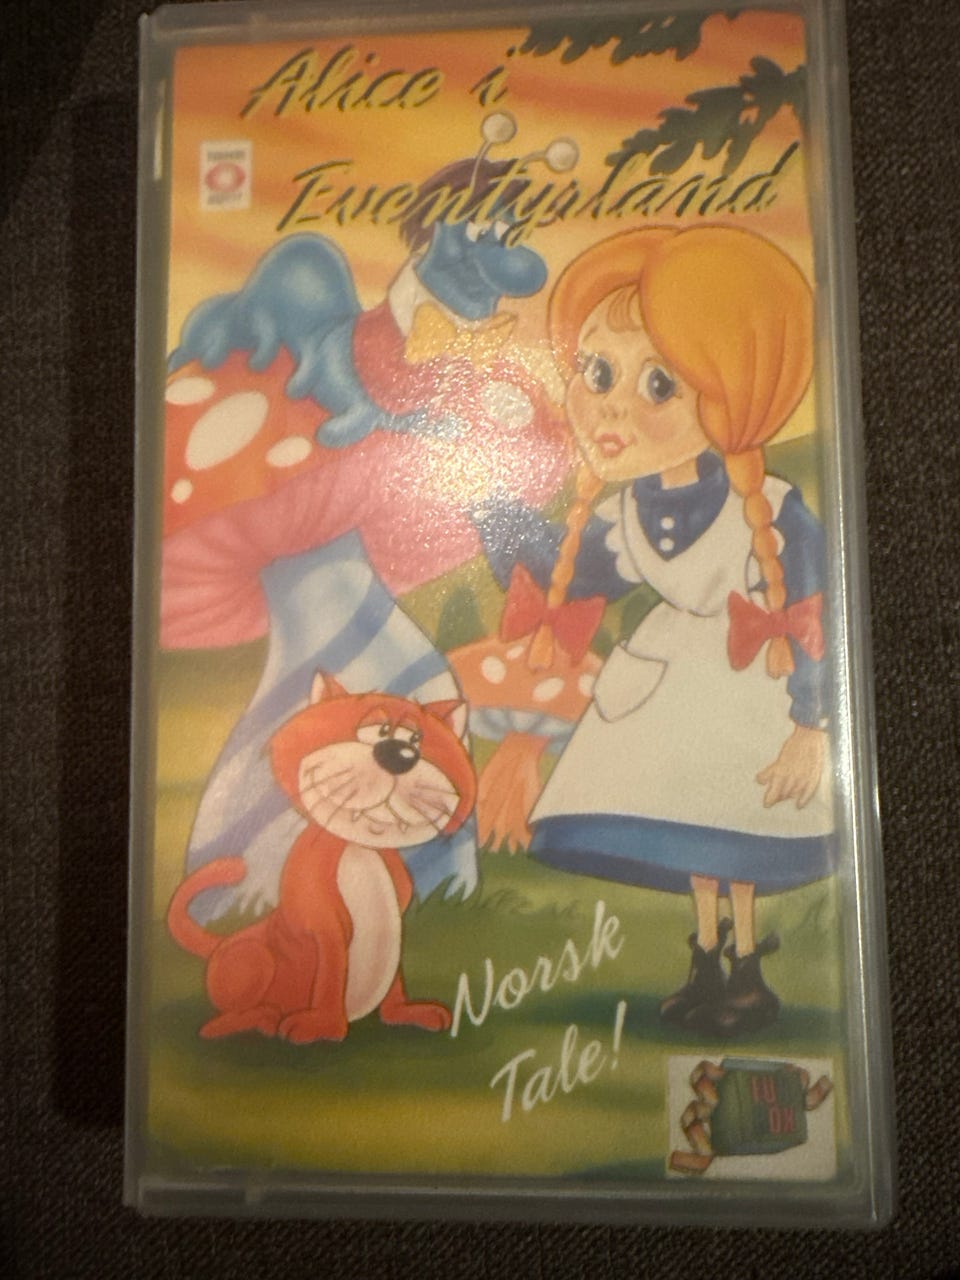 Alice i
Eventyrland
Norsk
Tale!